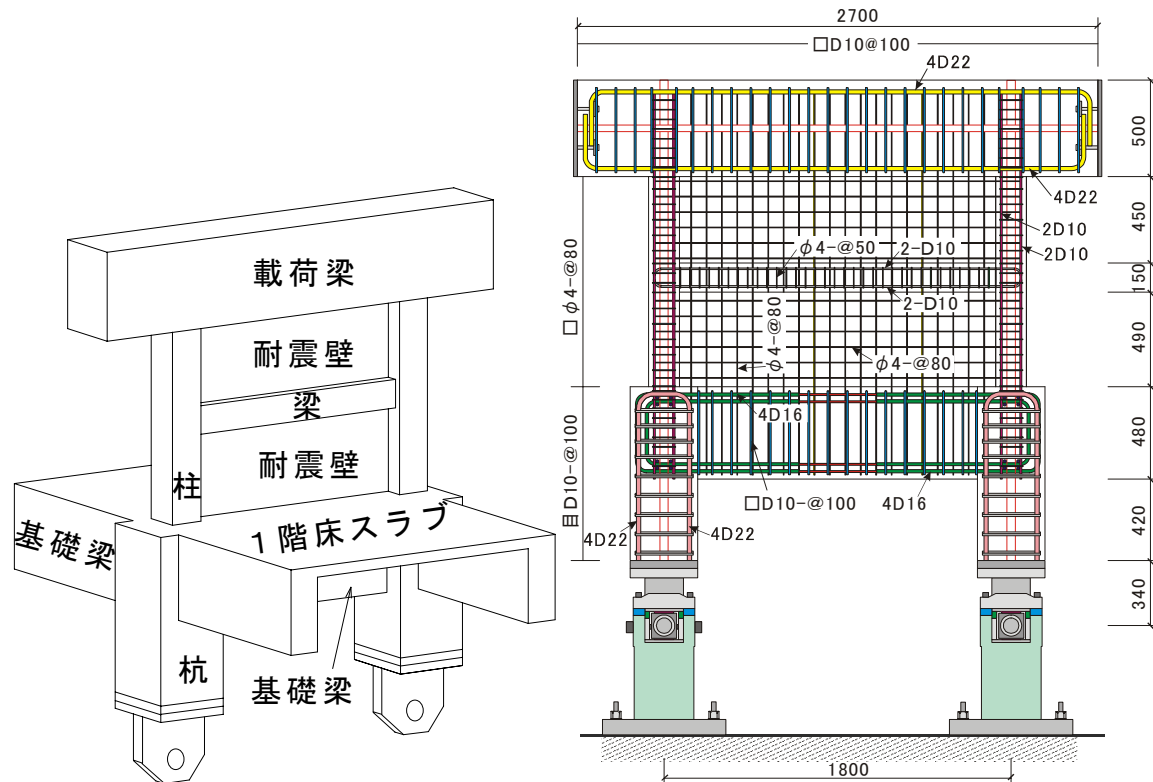 載荷梁
耐震壁
梁
耐震壁
柱
1階床スラブ
基礎梁
杭
基礎梁
2700
□D10@100
4D22
500
4D22
450
2D10
2D10
φ4-@50
2-D10
150
□φ4-@80
2-D10
φ4-@80
490
φ4-@80
4D16
480
目D10-@100
□D10-@100
4D16
420
4D22
4D22
340
1800